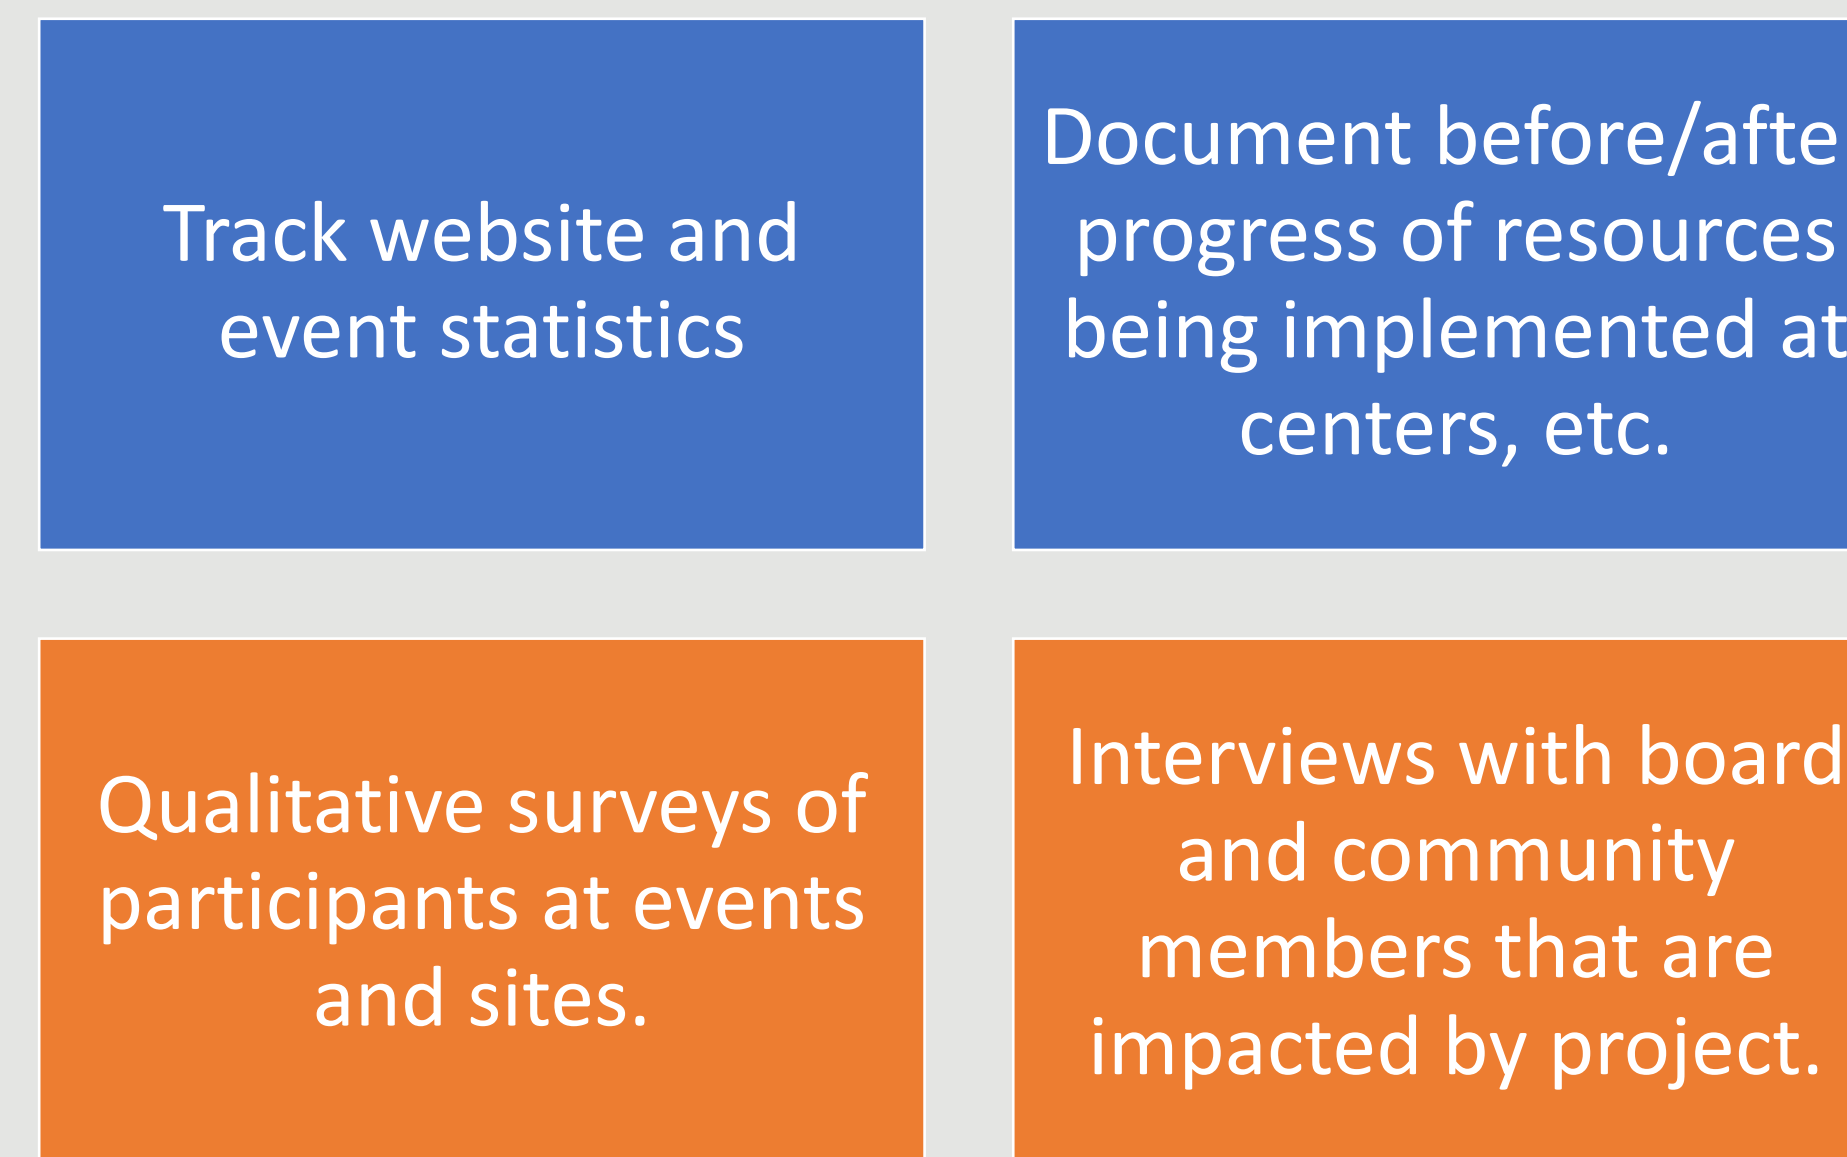 Track website and
event statistics
Document before/afte
progress of resources
being implemented at
centers, etc.
Qualitative surveys of
participants at events
and sites.
Interviews with board
and community
members that are
impacted by project.